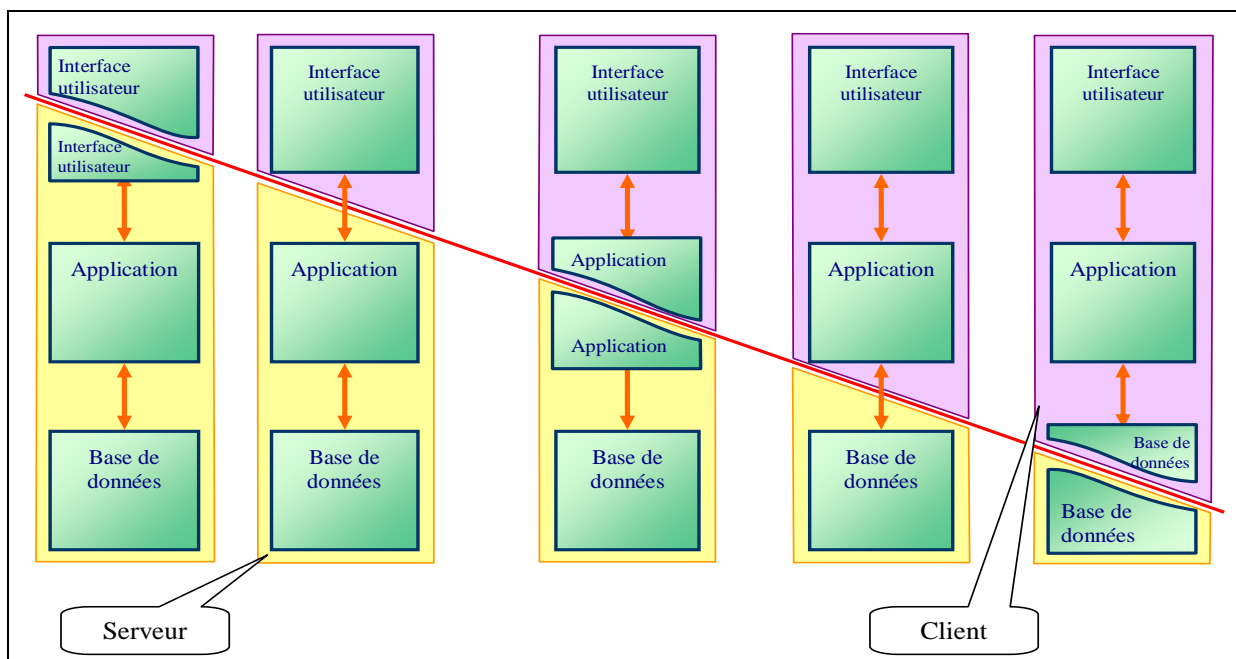 Interface
utilisateur
Interface
utilisateur
Application
Base de
données
Interface
utilisateur
Application
Base de
données
Interface
utilisateur
Application
Application
Base de
données
Interface
utilisateur
Application
Base de
données
Interface
utilisateur
Application
Base de
données
Base de
données
Serveur
Client